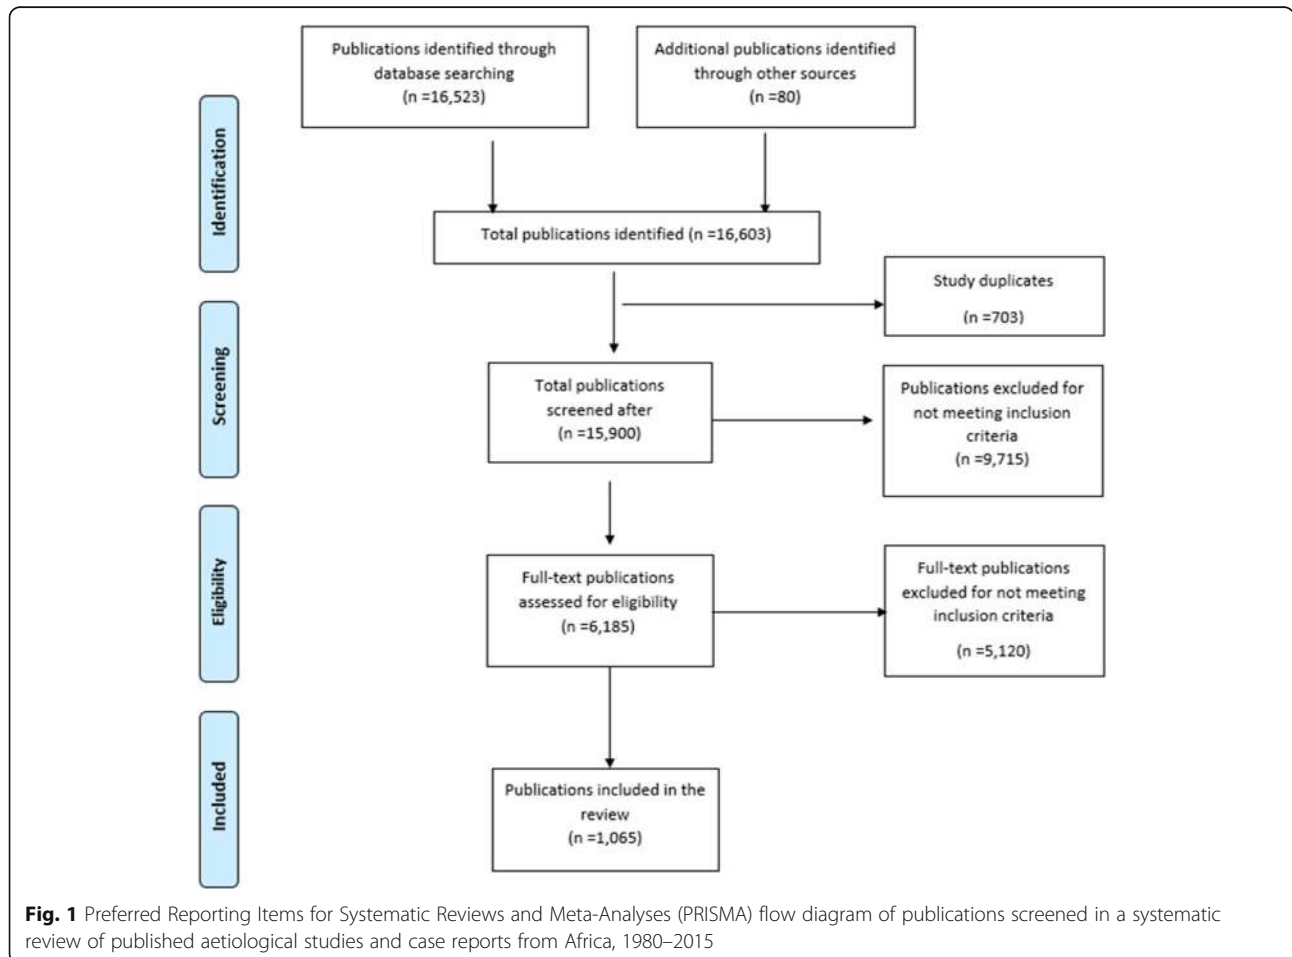 Publications identified through
database searching
(n =16,523)
Additional publications identified
through other sources
(n =80)
Identification
Total publications identified (n =16,603)
Study duplicates
(n =703)
Screening
Total publications
screened after
(n =15,900)
Publications excluded for
not meeting inclusion
criteria
(n =9,715)
Eligibility
Full-text publications
assessed for eligibility
(n =6,185)
Full-text publications
excluded for not meeting
inclusion criteria
(n =5,120)
Included
Publications included in the
review
(n =1,065)
Fig. 1 Preferred Reporting Items for Systematic Reviews and Meta-Analyses (PRISMA) flow diagram of publications screened in a systematic
review of published aetiological studies and case reports from Africa, 1980–2015